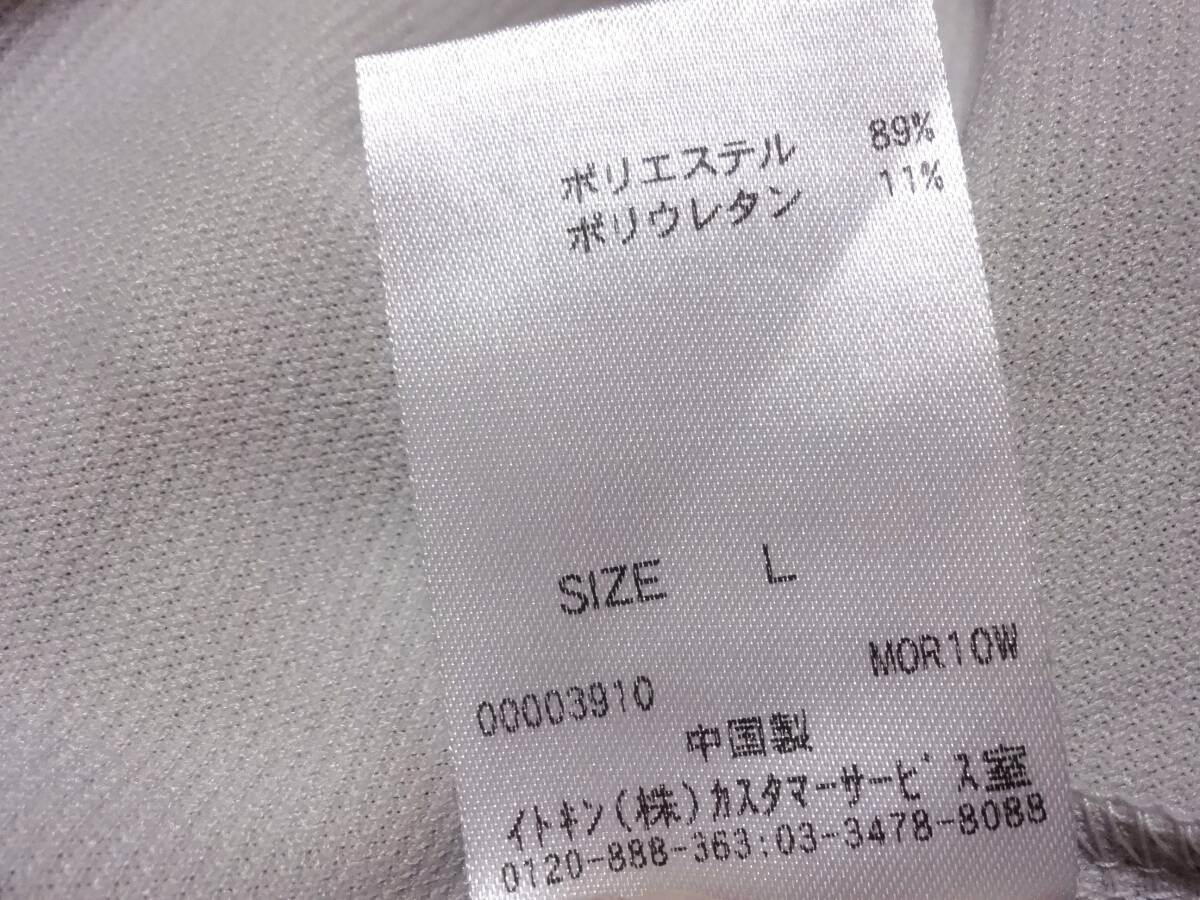 ポリエステル 89%
ポリウレタン 11%
SIZE L
MOR10W
00003910
中国製
イトキン(株)カスタマーサービス室
0120-888-363:03-3478-8088